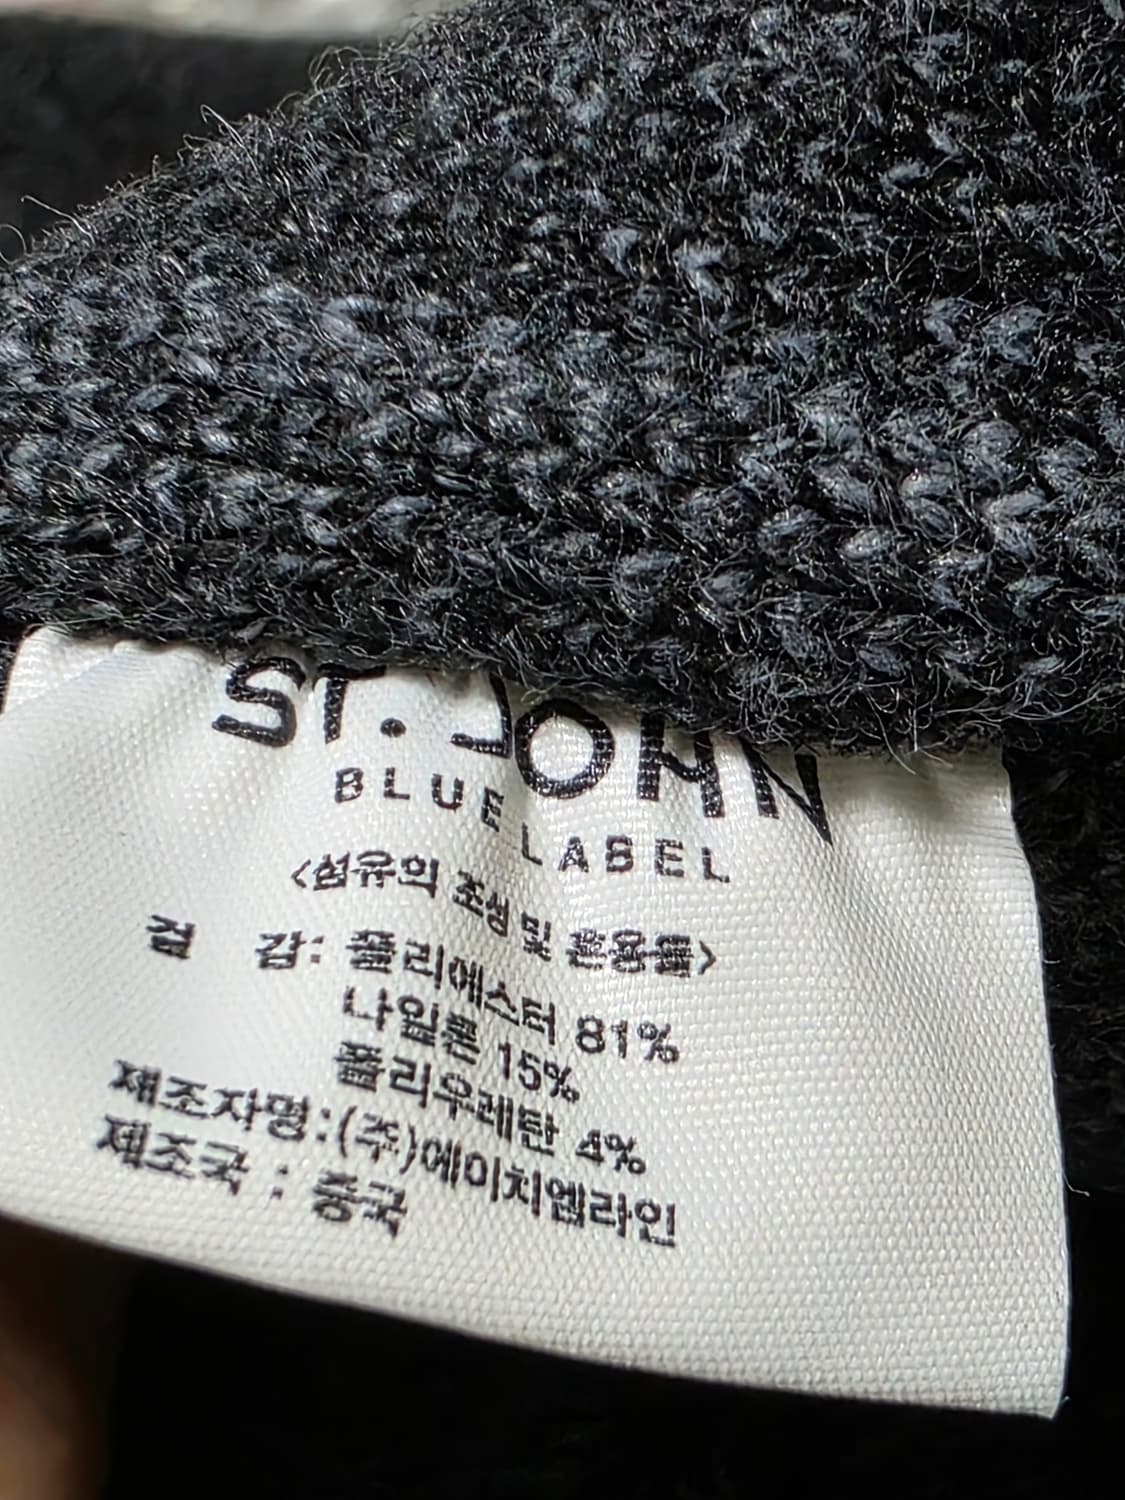 ST. JOHN
BLUE LABEL
<섬유의 조성 및 혼용률>
겉 감: 폴리에스터 81%
나일론 15%
폴리우레탄 4%
제조자명:(주)에이치엠라인
제조국 : 중국